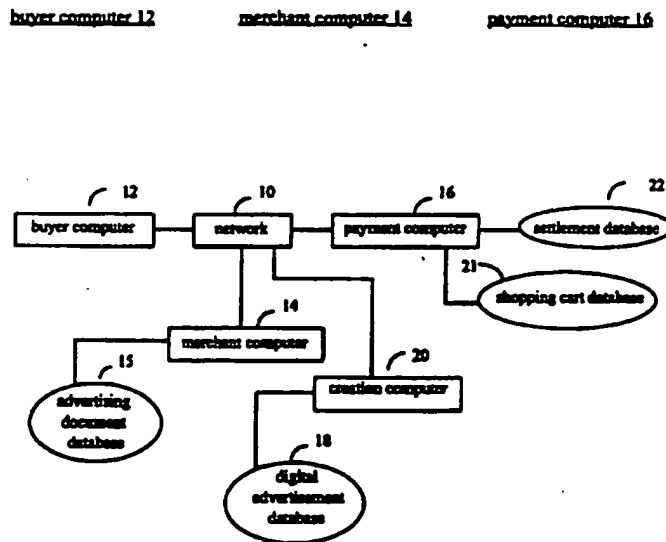 buyer computer 12
merchant computer 14
payment computer 16
12
10
16
22
buyer computer
network
payment computer
settlement database
21
shopping cart database
14
merchant computer
15
20
advertising
document
database
creation computer
18
digital
advertisement
database